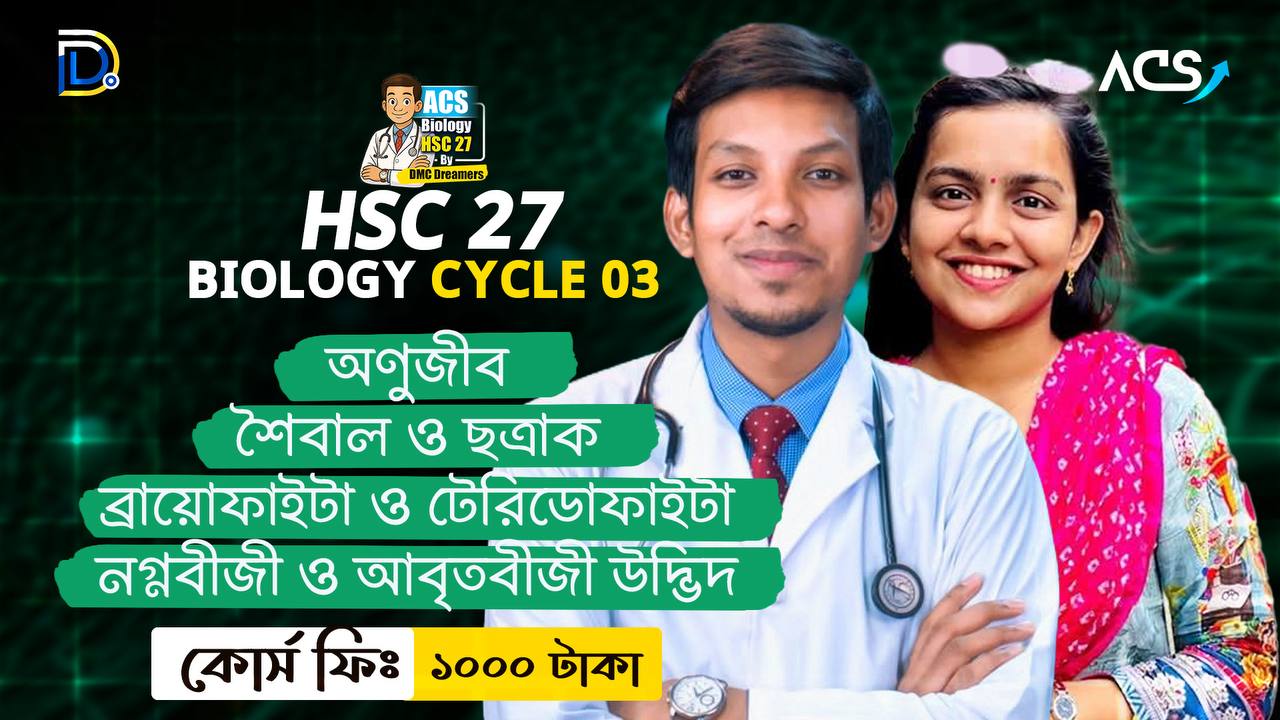 D
ACS
ACS
Biology
HSC 27
- By
DMC Dreamers
HSC 27
BIOLOGY CYCLE 03
অণুজীব
শৈবাল ও ছত্রাক
ব্রায়োফাইটা ও টেরিডোফাইটা
নগ্নবীজী ও আবৃতবীজী উদ্ভিদ
কোর্স ফিঃ ১০০০ টাকা